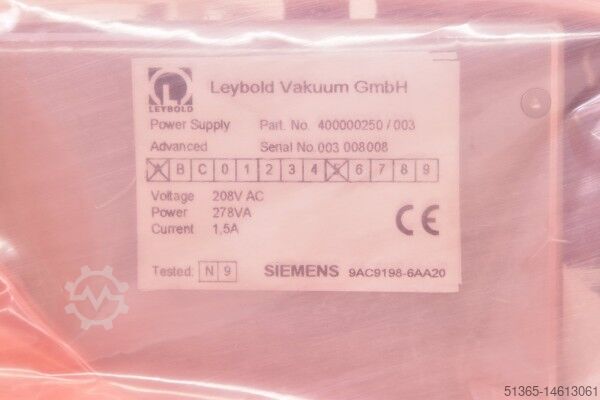 LEYBOLD
Leybold Vakuum GmbH
Power Supply Part. No. 400000250 / 003
Advanced Serial No. 003 008008
A B C 0 1 2 3 4 5 6 7 8 9
Voltage 208V AC
Power 278VA
Current 1,5A
CE
Tested: N 9 SIEMENS 9AC9198-6AA20
51365-14613061